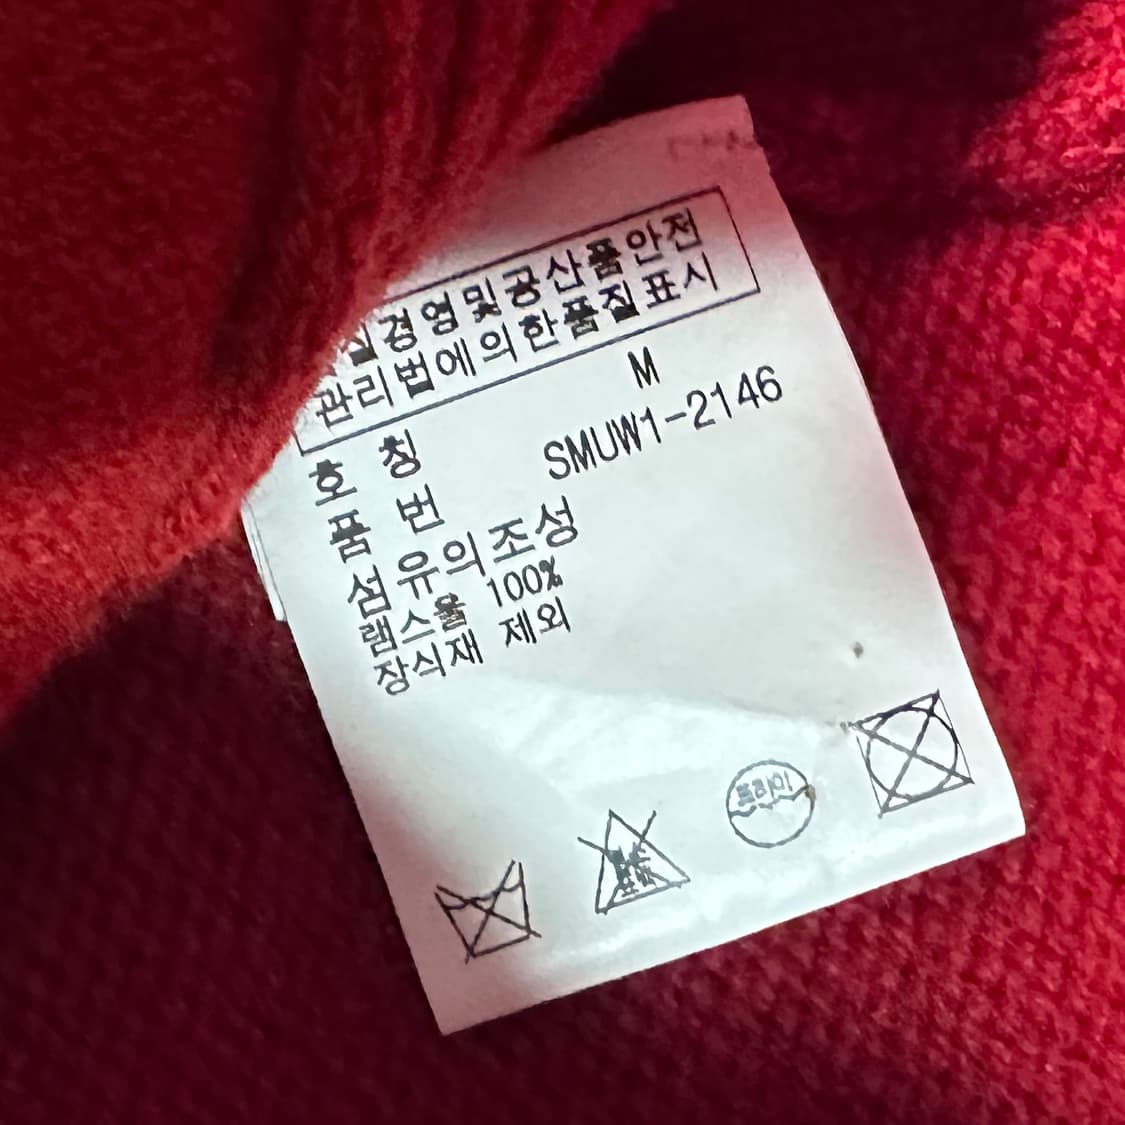 질경영및공산품안전
관리법에의한품질표시
호 칭 M
품 번 SMUW1-2146
섬유의조성
램스울 100%
장식재 제외
드라이